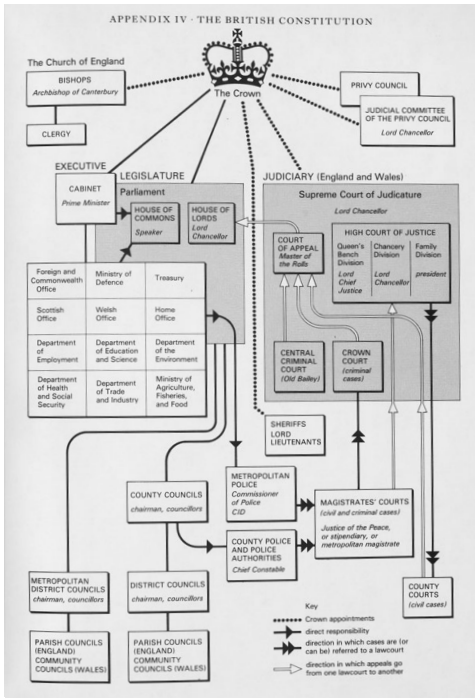 APPENDIX IV · THE BRITISH CONSTITUTION
The Church of England
BISHOPS
Archbishop of Canterbury
CLERGY
The Crown
PRIVY COUNCIL
JUDICIAL COMMITTEE
OF THE PRIVY COUNCIL
Lord Chancellor
EXECUTIVE
CABINET
Prime Minister
LEGISLATURE
Parliament
HOUSE OF
COMMONS
Speaker
HOUSE OF
LORDS
Lord
Chancellor
JUDICIARY (England and Wales)
Supreme Court of Judicature
Lord Chancellor
COURT
OF APPEAL
Master of
the Rolls
HIGH COURT OF JUSTICE
Queen's
Bench
Division
Lord
Chief
Justice
Chancery
Division
Lord
Chancellor
Family
Division
president
Foreign and
Commonwealth
Office
Ministry of
Defence
Treasury
Scottish
Office
Welsh
Office
Home
Office
Department
of
Employment
Department
of Education
and Science
Department
of the
Environment
Department
of Health
and Social
Security
Department
of Trade
and Industry
Ministry of
Agriculture,
Fisheries,
and Food
CENTRAL
CRIMINAL
COURT
(Old Bailey)
CROWN
COURT
(criminal
cases)
SHERIFFS
LORD
LIEUTENANTS
METROPOLITAN
POLICE
Commissioner
of Police
CID
COUNTY COUNCILS
chairman, councillors
MAGISTRATES' COURTS
(civil and criminal cases)
Justice of the Peace,
or stipendiary, or
metropolitan magistrate
COUNTY POLICE
AND POLICE
AUTHORITIES
Chief Constable
METROPOLITAN
DISTRICT COUNCILS
chairman, councillors
DISTRICT COUNCILS
chairman, councillors
COUNTY
COURTS
(civil cases)
PARISH COUNCILS
(ENGLAND)
COMMUNITY
COUNCILS (WALES)
PARISH COUNCILS
(ENGLAND)
COMMUNITY
COUNCILS (WALES)
Key
Crown appointments
direct responsibility
direction in which cases are (or
can be) referred to a lawcourt
direction in which appeals go
from one lawcourt to another